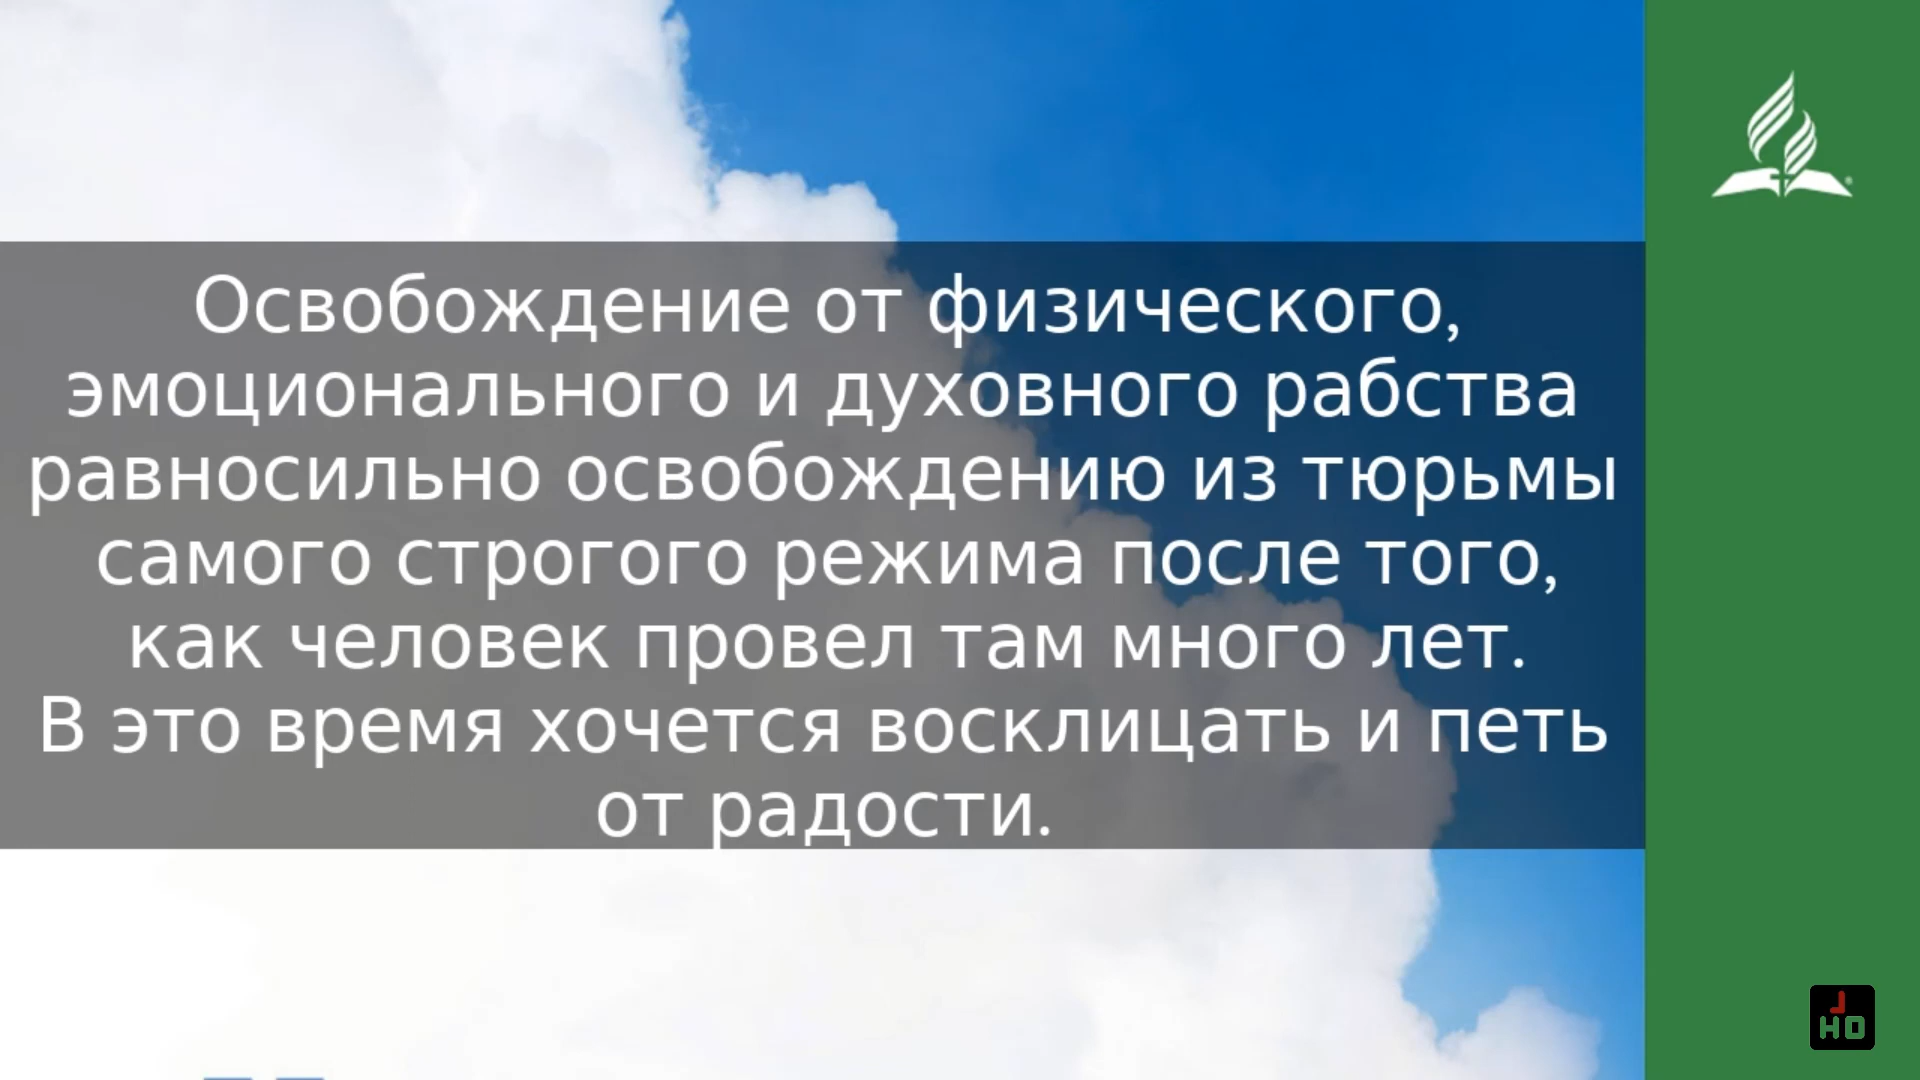 Освобождение от физического,
эмоционального и духовного рабства
равносильно освобождению из тюрьмы
самого строгого режима после того,
как человек провел там много лет.
В это время хочется восклицать и петь
от радости.
J
HO